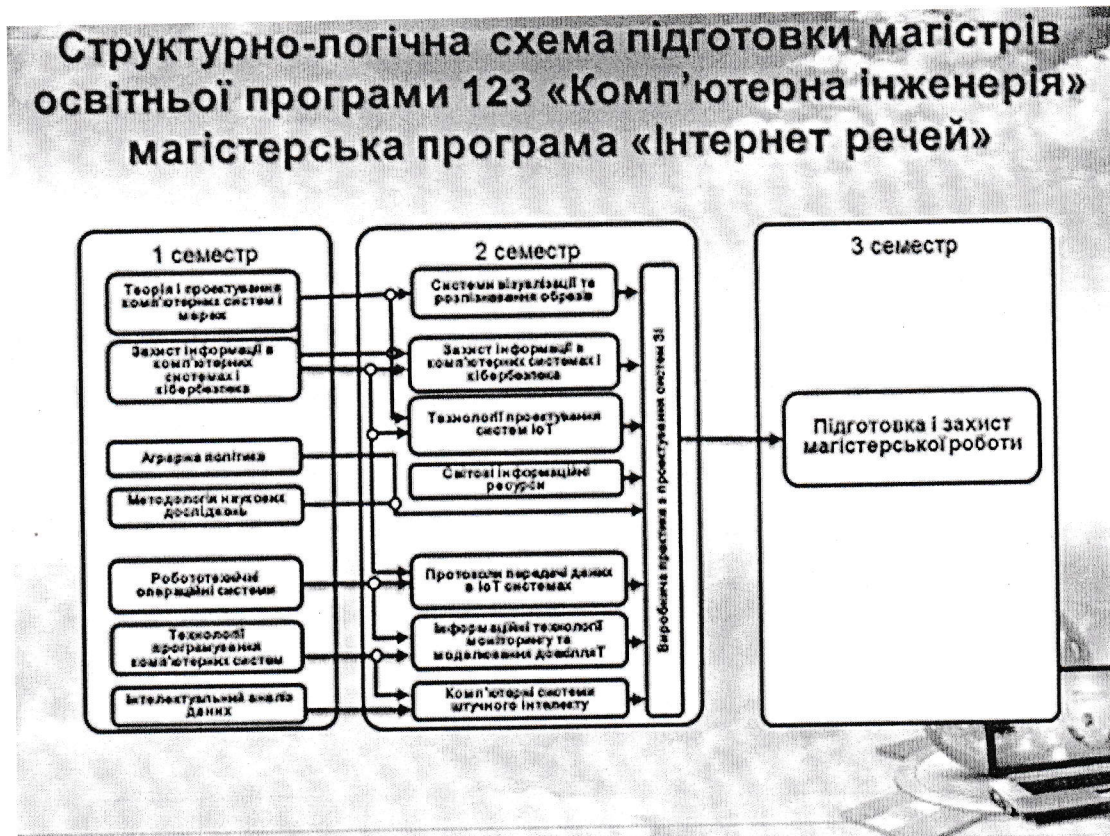 Структурно-логічна схема підготовки магістрів
освітньої програми 123 «Комп’ютерна інженерія»
магістерська програма «Інтернет речей»
1 семестр
Теорія і проектування
комп'ютерних систем і
мереж
Захист інформації в
комп'ютерних
системах і
кібербезпека
Аграрна політика
Методологія наукових
досліджень
Робототехнічні
операційні системи
Технології
програмування
комп'ютерних систем
Інтелектуальний аналіз
даних
2 семестр
Системи візуалізації та
розпізнавання образів
Захист інформації в
комп'ютерних системах і
кібербезпека
Технології проектування
систем ІоТ
Світові інформаційні
ресурси
Протоколи передачі даних
в ІоТ системах
Інформаційні технології
моніторингу та
моделювання довкілляТ
Комп'ютерні системи
штучного інтелекту
Виробнича практика з проектування систем ЗІ
3 семестр
Підготовка і захист
магістерської роботи